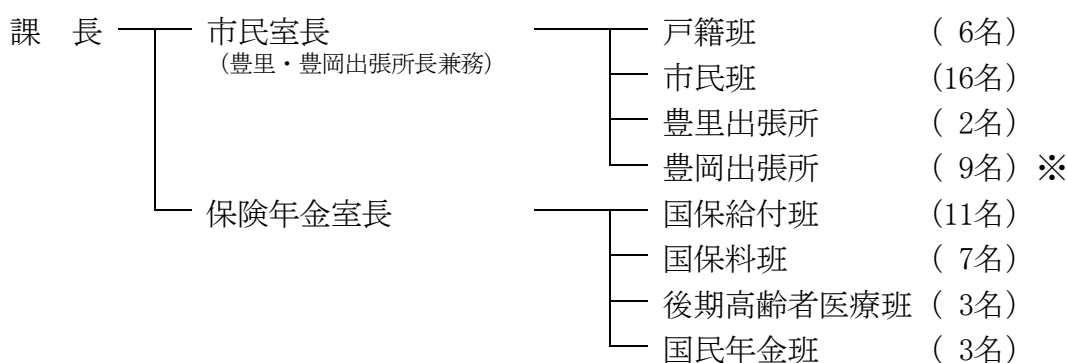 課　長　市民室長　戸籍班　( 6名)
(豊里・豊岡出張所長兼務)
市民班　(16名)
豊里出張所　( 2名)
豊岡出張所　( 9名) ※
保険年金室長　国保給付班　(11名)
国保料班　( 7名)
後期高齢者医療班　( 3名)
国民年金班　( 3名)